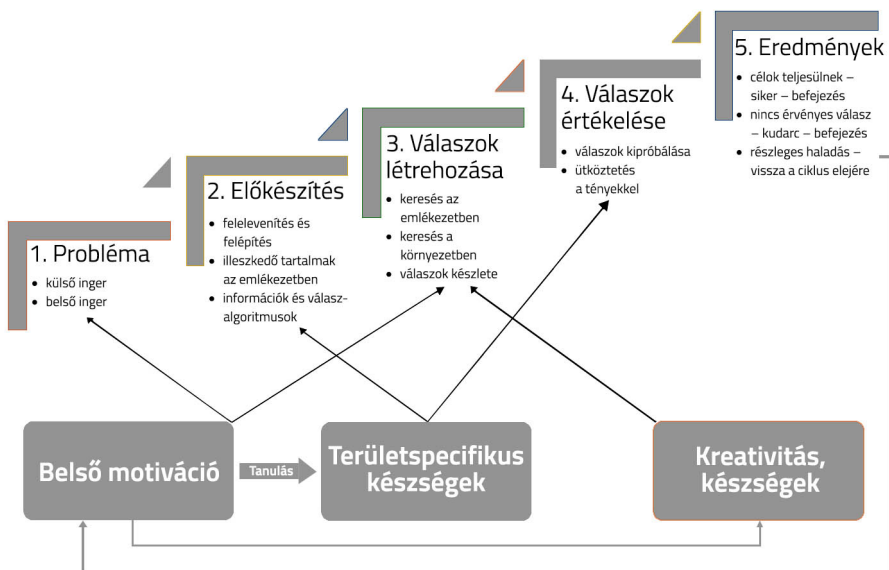 1. Probléma
• külső inger
• belső inger
2. Előkészítés
• felelevenítés és
felépítés
• illeszkedő tartalmak
az emlékezetben
• információk és válasz-
algoritmusok
3. Válaszok
létrehozása
• keresés az
emlékezetben
• keresés a
környezetben
• válaszok készlete
4. Válaszok
értékelése
• válaszok kipróbálása
• ütköztetés
a tényekkel
5. Eredmények
• célok teljesülnek –
siker – befejezés
• nincs érvényes válasz
– kudarc – befejezés
• részleges haladás –
vissza a ciklus elejére
Belső motiváció
Tanulás
Területspecifikus
készségek
Kreativitás,
készségek